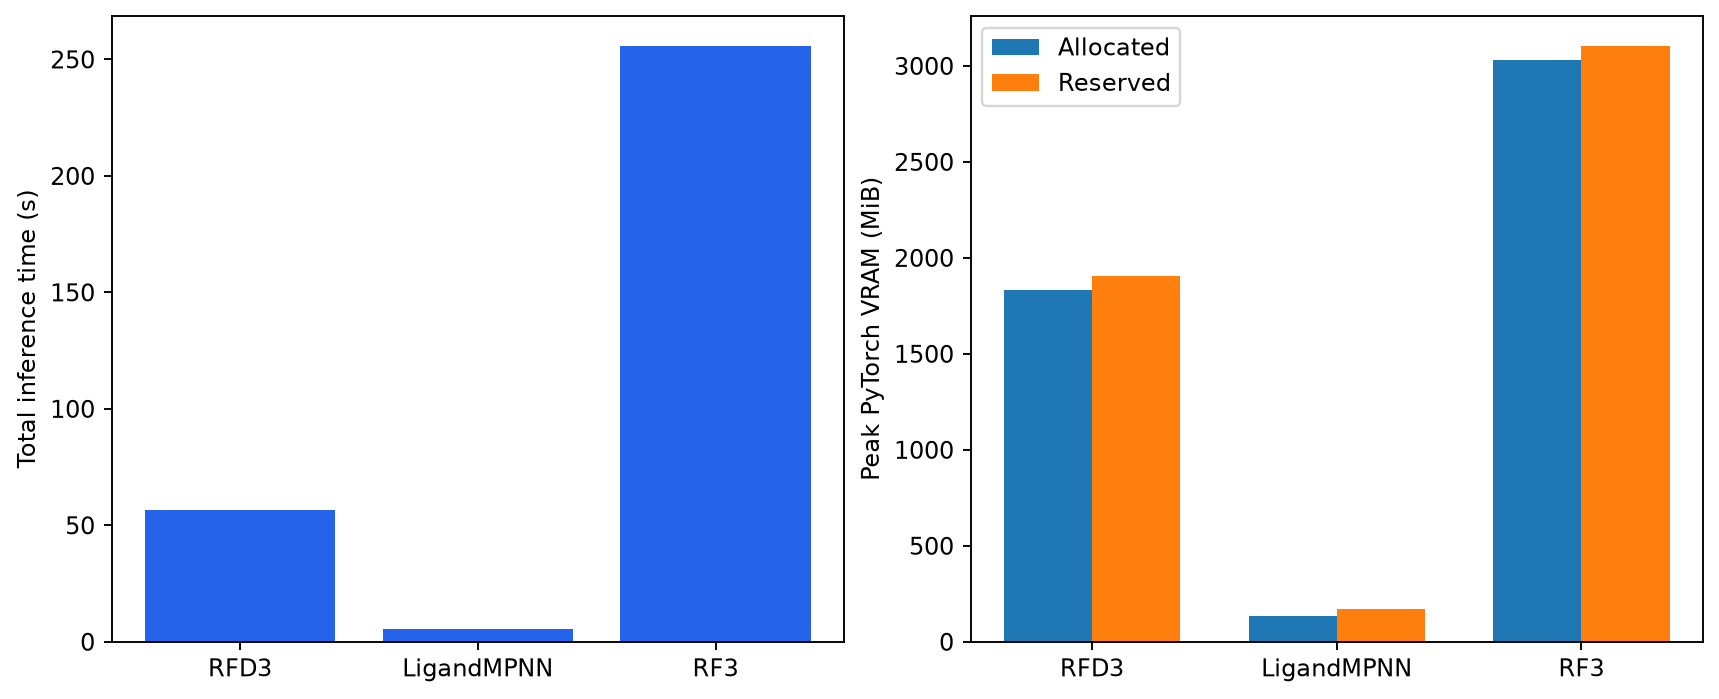 Total inference time (s)
250
200
150
100
50
0
RFD3 LigandMPNN RF3
Peak PyTorch VRAM (MiB)
Allocated
Reserved
3000
2500
2000
1500
1000
500
0
RFD3 LigandMPNN RF3